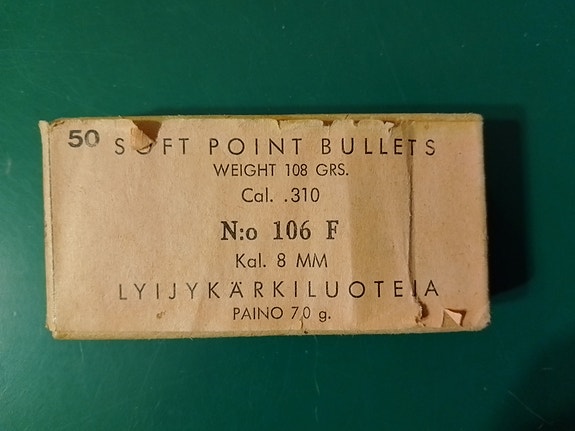 50 SOFT POINT BULLETS
WEIGHT 108 GRS.
Cal. .310
N:o 106 F
Kal. 8 MM
LYIJYKÄRKILUOTEJA
PAINO 7,0 g.